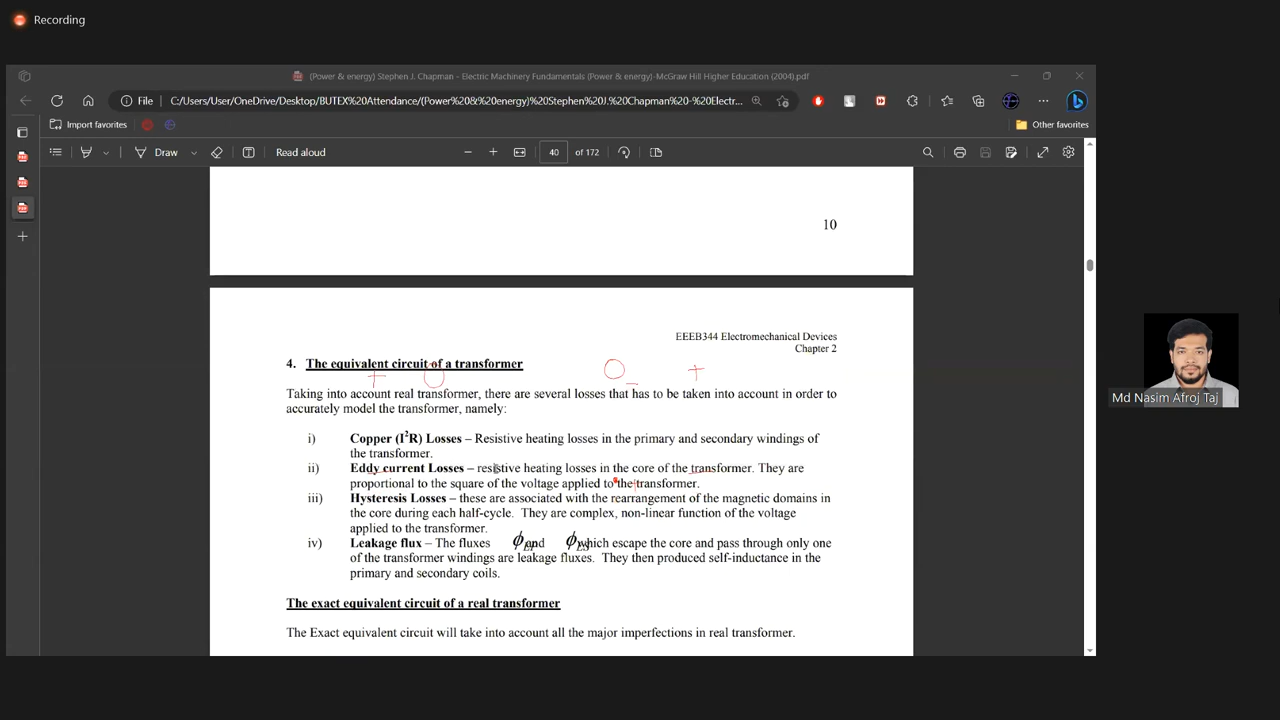 Recording
(Power & energy) Stephen J. Chapman - Electric Machinery Fundamentals (Power & energy)-McGraw Hill Higher Education (2004).pdf
File C:/Users/User/OneDrive/Desktop/BUTEX%20Attendance/(Power%20&%20energy)%20Stephen%20J.%20Chapman%20-%20Electr...
Import favorites
Other favorites
Draw
Read aloud
40 of 172
10
EEEB344 Electromechanical Devices
Chapter 2
4. The equivalent circuit of a transformer
Taking into account real transformer, there are several losses that has to be taken into account in order to
accurately model the transformer, namely:
i) Copper (I²R) Losses – Resistive heating losses in the primary and secondary windings of
the transformer.
ii) Eddy current Losses – resistive heating losses in the core of the transformer. They are
proportional to the square of the voltage applied to the transformer.
iii) Hysteresis Losses – these are associated with the rearrangement of the magnetic domains in
the core during each half-cycle. They are complex, non-linear function of the voltage
applied to the transformer.
iv) Leakage flux – The fluxes ϕLP and ϕLS which escape the core and pass through only one
of the transformer windings are leakage fluxes. They then produced self-inductance in the
primary and secondary coils.
The exact equivalent circuit of a real transformer
The Exact equivalent circuit will take into account all the major imperfections in real transformer.
Md Nasim Afroj Taj